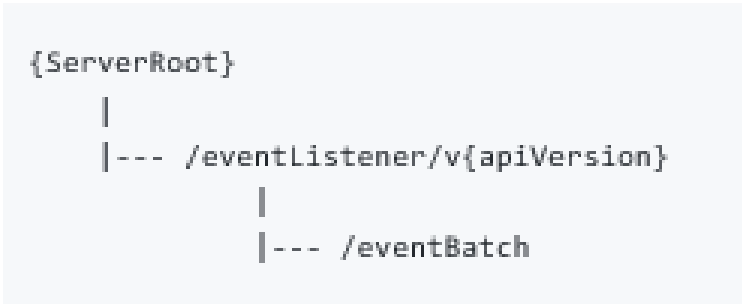 {ServerRoot}
|
|--- /eventListener/v{apiVersion}
|
|--- /eventBatch